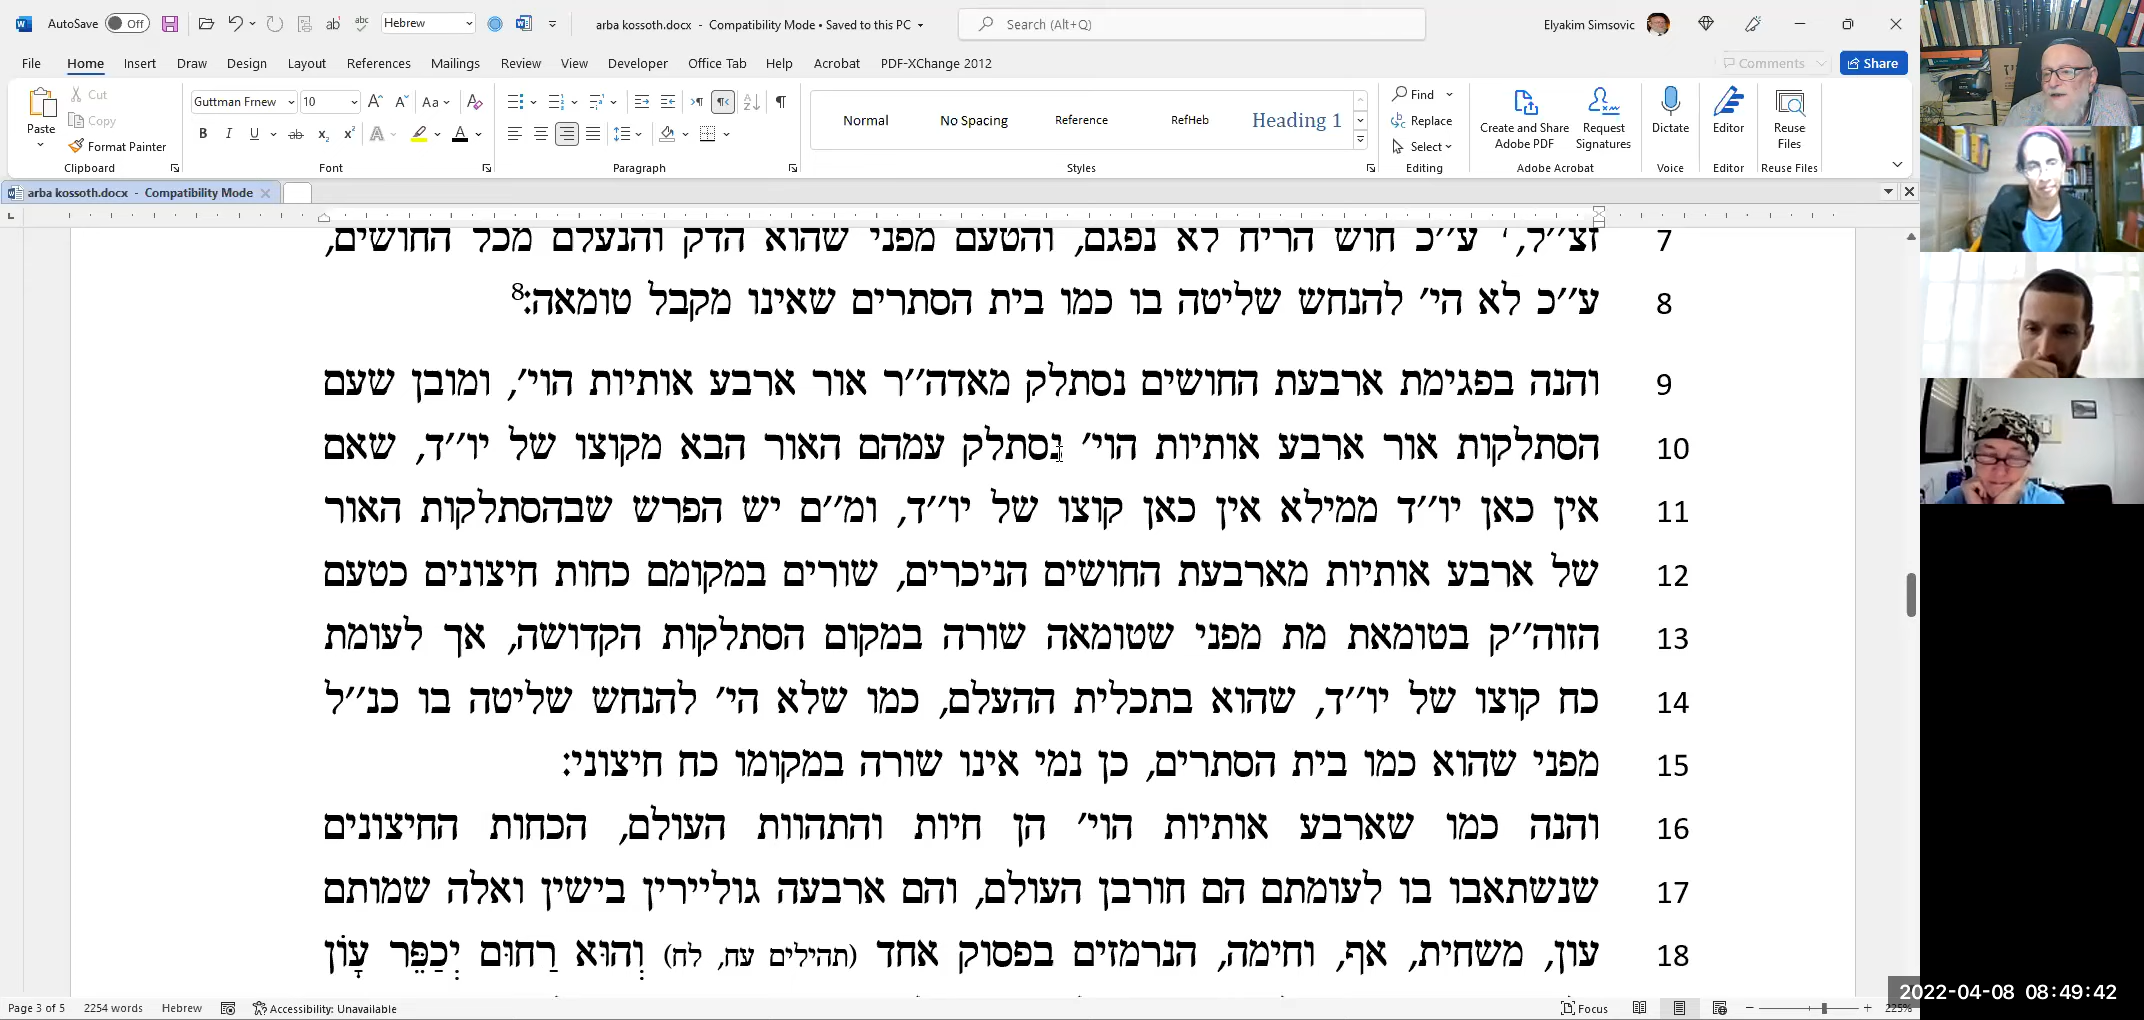 AutoSave Off Hebrew arba kossoth.docx - Compatibility Mode • Saved to this PC Search (Alt+Q) Elyakim Simsovic
File Home Insert Draw Design Layout References Mailings Review View Developer Office Tab Help Acrobat PDF-XChange 2012 Comments Share
Paste Cut Copy Format Painter Clipboard
Guttman Frnew 10 Font
Paragraph
Normal No Spacing Reference RefHeb Heading 1 Styles
Find Replace Select Editing
Create and Share Adobe PDF Request Signatures Adobe Acrobat
Dictate Voice
Editor Editor
Reuse Files Reuse Files
arba kossoth.docx - Compatibility Mode
7 זצ''ל, ע''כ חוש הריח לא נפגם, והטעם מפני שהוא הדק והנעלם מכל החושים,
8 ע''כ לא הי' להנחש שליטה בו כמו בית הסתרים שאינו מקבל טומאה:8
9 והנה בפגימת ארבעת החושים נסתלק מאדה''ר אור ארבע אותיות הוי', ומובן שעם
10 הסתלקות אור ארבע אותיות הוי' נסתלק עמהם האור הבא מקוצו של יו''ד, שאם
11 אין כאן יו''ד ממילא אין כאן קוצו של יו''ד, ומ''ם יש הפרש שבהסתלקות האור
12 של ארבע אותיות מארבעת החושים הניכרים, שורים במקומם כחות חיצונים כטעם
13 הזוה''ק בטומאת מת מפני שטומאה שורה במקום הסתלקות הקדושה, אך לעומת
14 כח קוצו של יו''ד, שהוא בתכלית ההעלם, כמו שלא הי' להנחש שליטה בו כנ''ל
15 מפני שהוא כמו בית הסתרים, כן נמי אינו שורה במקומו כח חיצוני:
16 והנה כמו שארבע אותיות הוי' הן חיות והתהוות העולם, הכחות החיצונים
17 שנשתאבו בו לעומתם הם חורבן העולם, והם ארבעה גוליירין בישין ואלה שמותם
18 עון, משחית, אף, וחימה, הנרמזים בפסוק אחד (תהילים עח, לח) וְהוּא רַחוּם יְכַפֵּר עָוֹן
Page 3 of 5 2254 words Hebrew Accessibility: Unavailable Focus 225%
2022-04-08 08:49:42